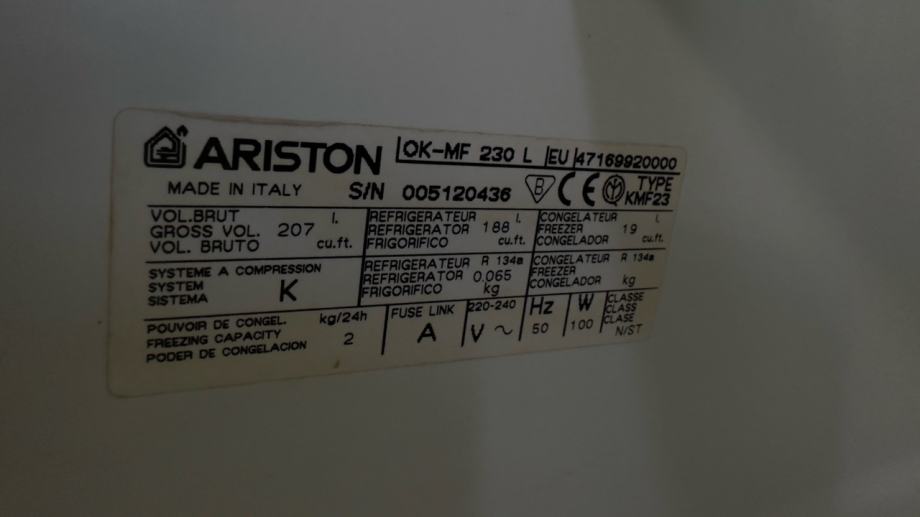 ARISTON OK-MF 230 L EU 47169920000
MADE IN ITALY S/N 005120436 B CE TYPE KMF23
VOL.BRUT l.
GROSS VOL. 207
VOL. BRUTO cu.ft.
REFRIGERATEUR l.
REFRIGERATOR 188
FRIGORIFICO cu.ft.
CONGELATEUR l.
FREEZER 19
CONGELADOR cu.ft.
SYSTEME A COMPRESSION
SYSTEM K
SISTEMA
REFRIGERATEUR R 134a
REFRIGERATOR 0.065
FRIGORIFICO kg
CONGELATEUR R 134a
FREEZER
CONGELADOR kg
POUVOIR DE CONGEL. kg/24h
FREEZING CAPACITY 2
PODER DE CONGELACION
FUSE LINK
A
220-240
V ~
Hz
50
W
100
CLASSE
CLASS
CLASE
N/ST